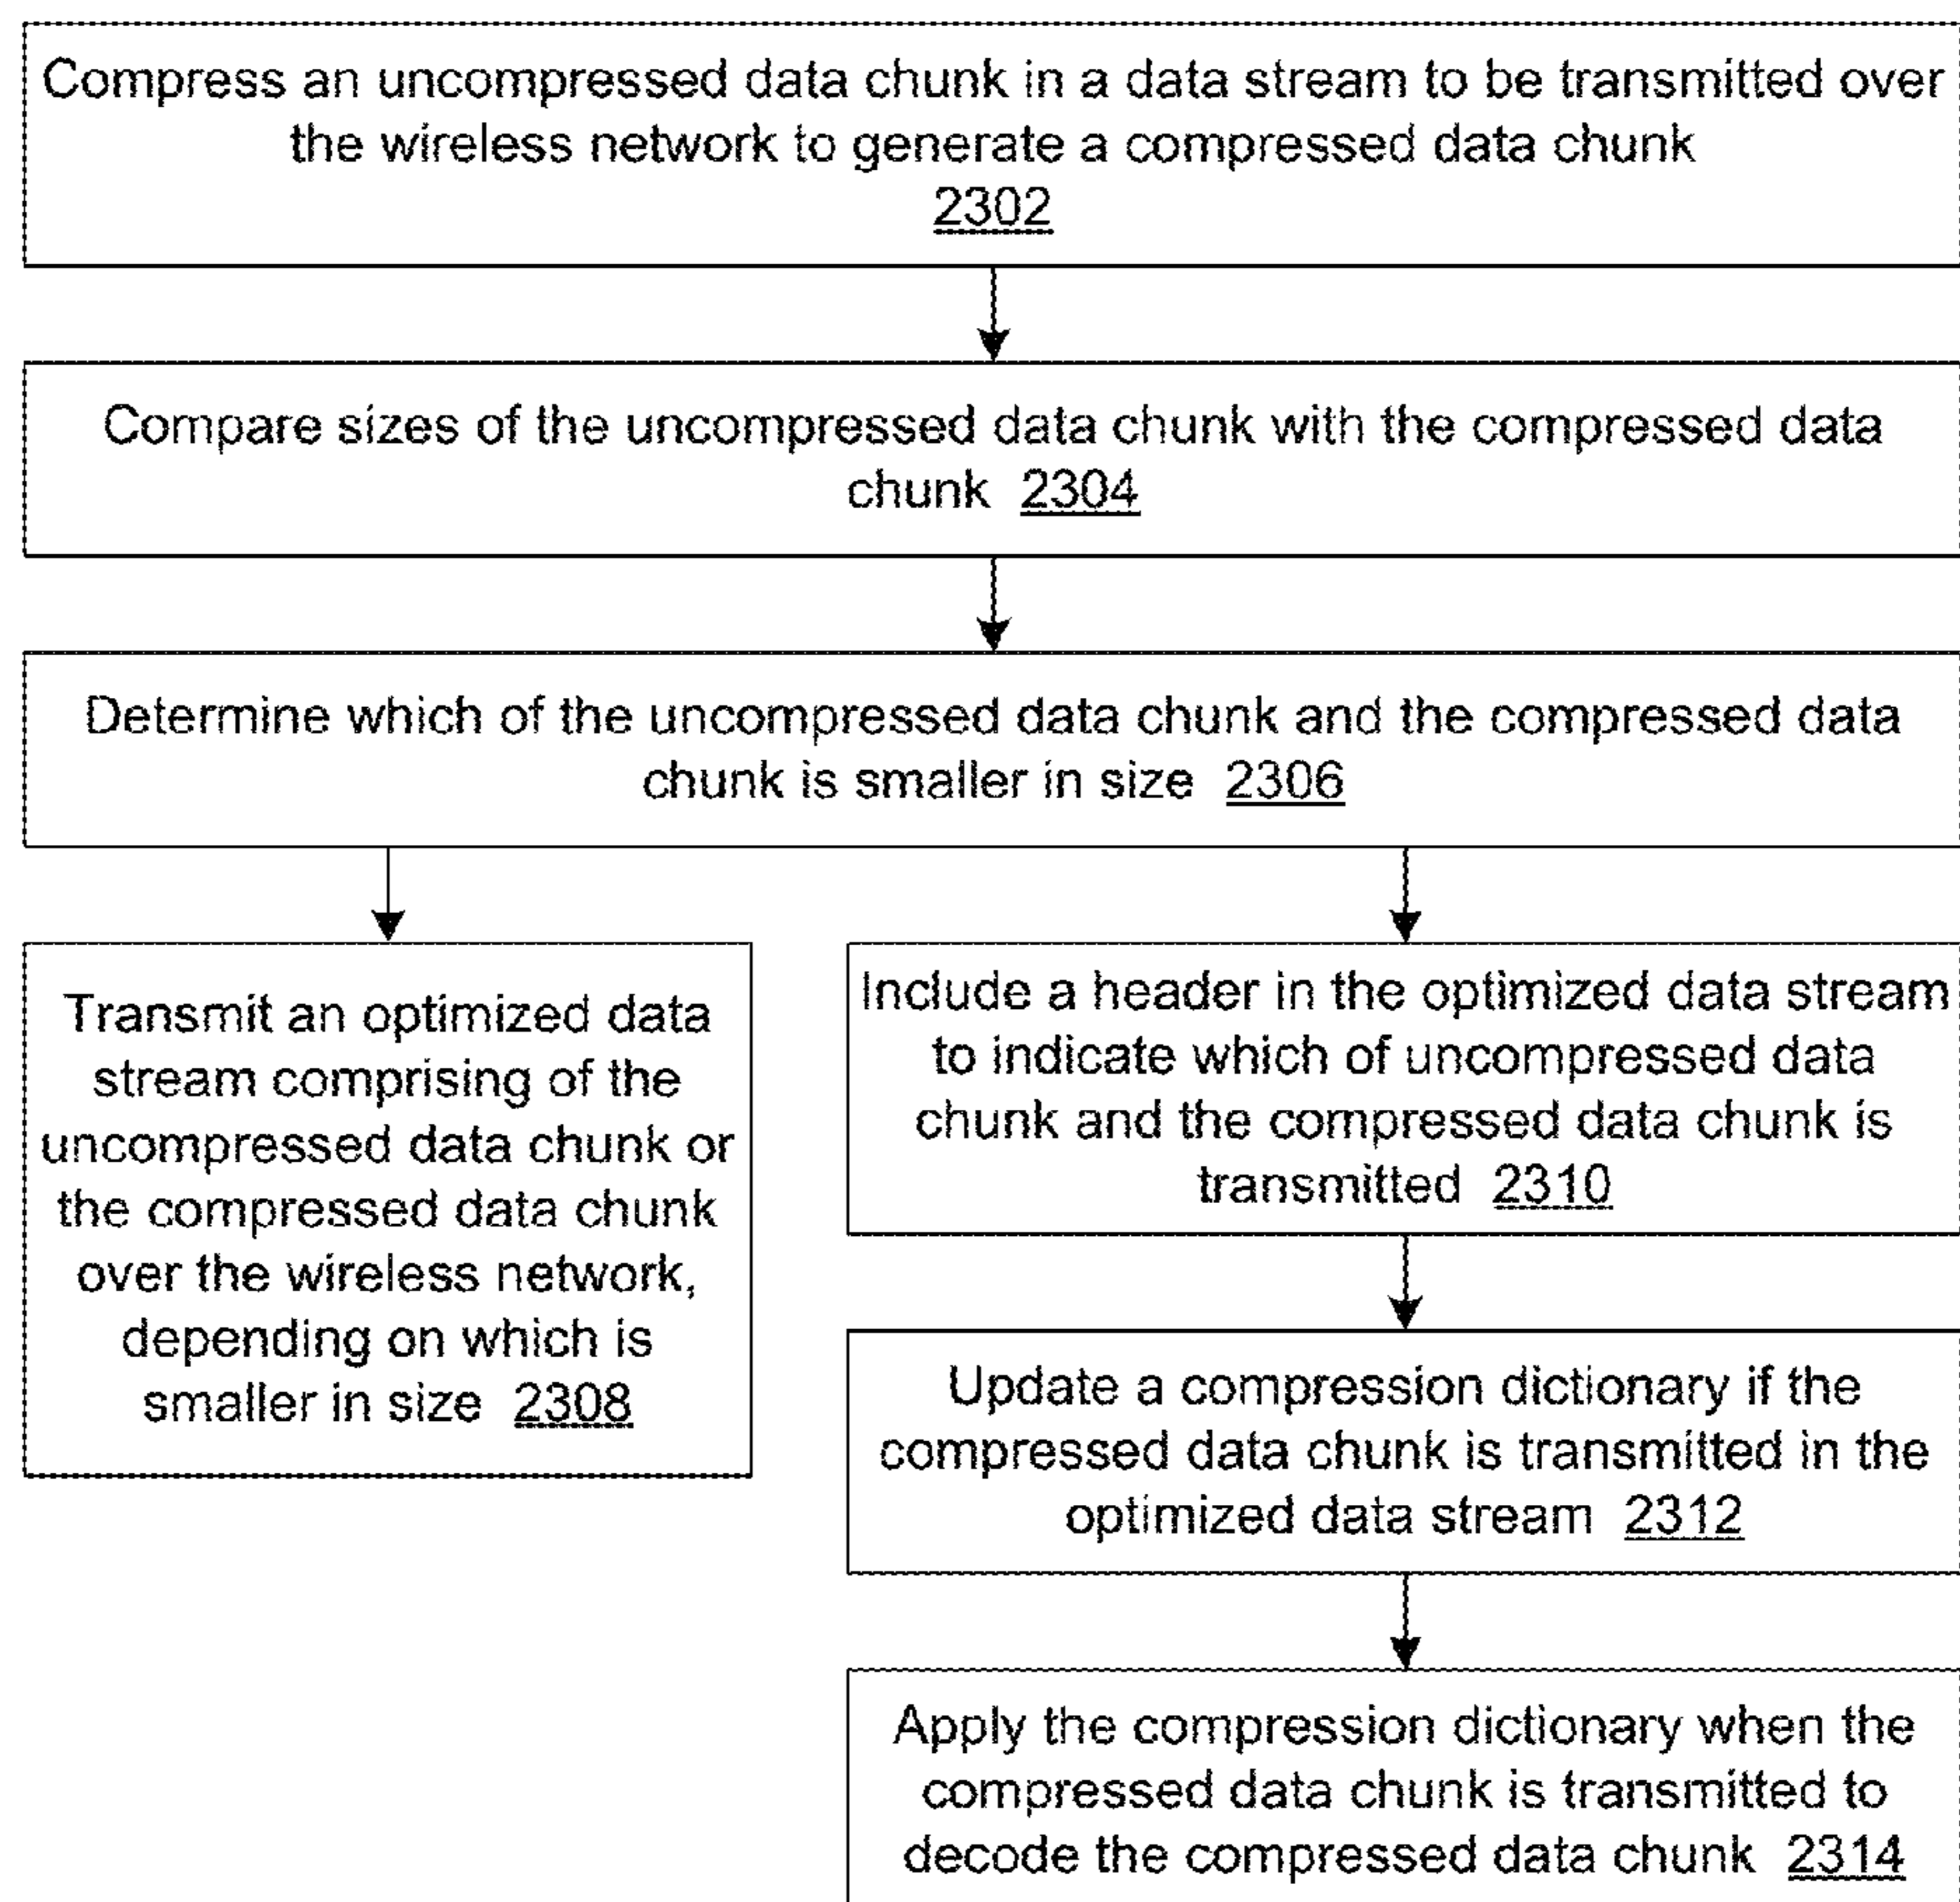 Compress an uncompressed data chunk in a data stream to be transmitted over
the wireless network to generate a compressed data chunk
2302
Compare sizes of the uncompressed data chunk with the compressed data
chunk 2304
Determine which of the uncompressed data chunk and the compressed data
chunk is smaller in size 2306
Transmit an optimized data
stream comprising of the
uncompressed data chunk or
the compressed data chunk
over the wireless network,
depending on which is
smaller in size 2308
Include a header in the optimized data stream
to indicate which of uncompressed data
chunk and the compressed data chunk is
transmitted 2310
Update a compression dictionary if the
compressed data chunk is transmitted in the
optimized data stream 2312
Apply the compression dictionary when the
compressed data chunk is transmitted to
decode the compressed data chunk 2314